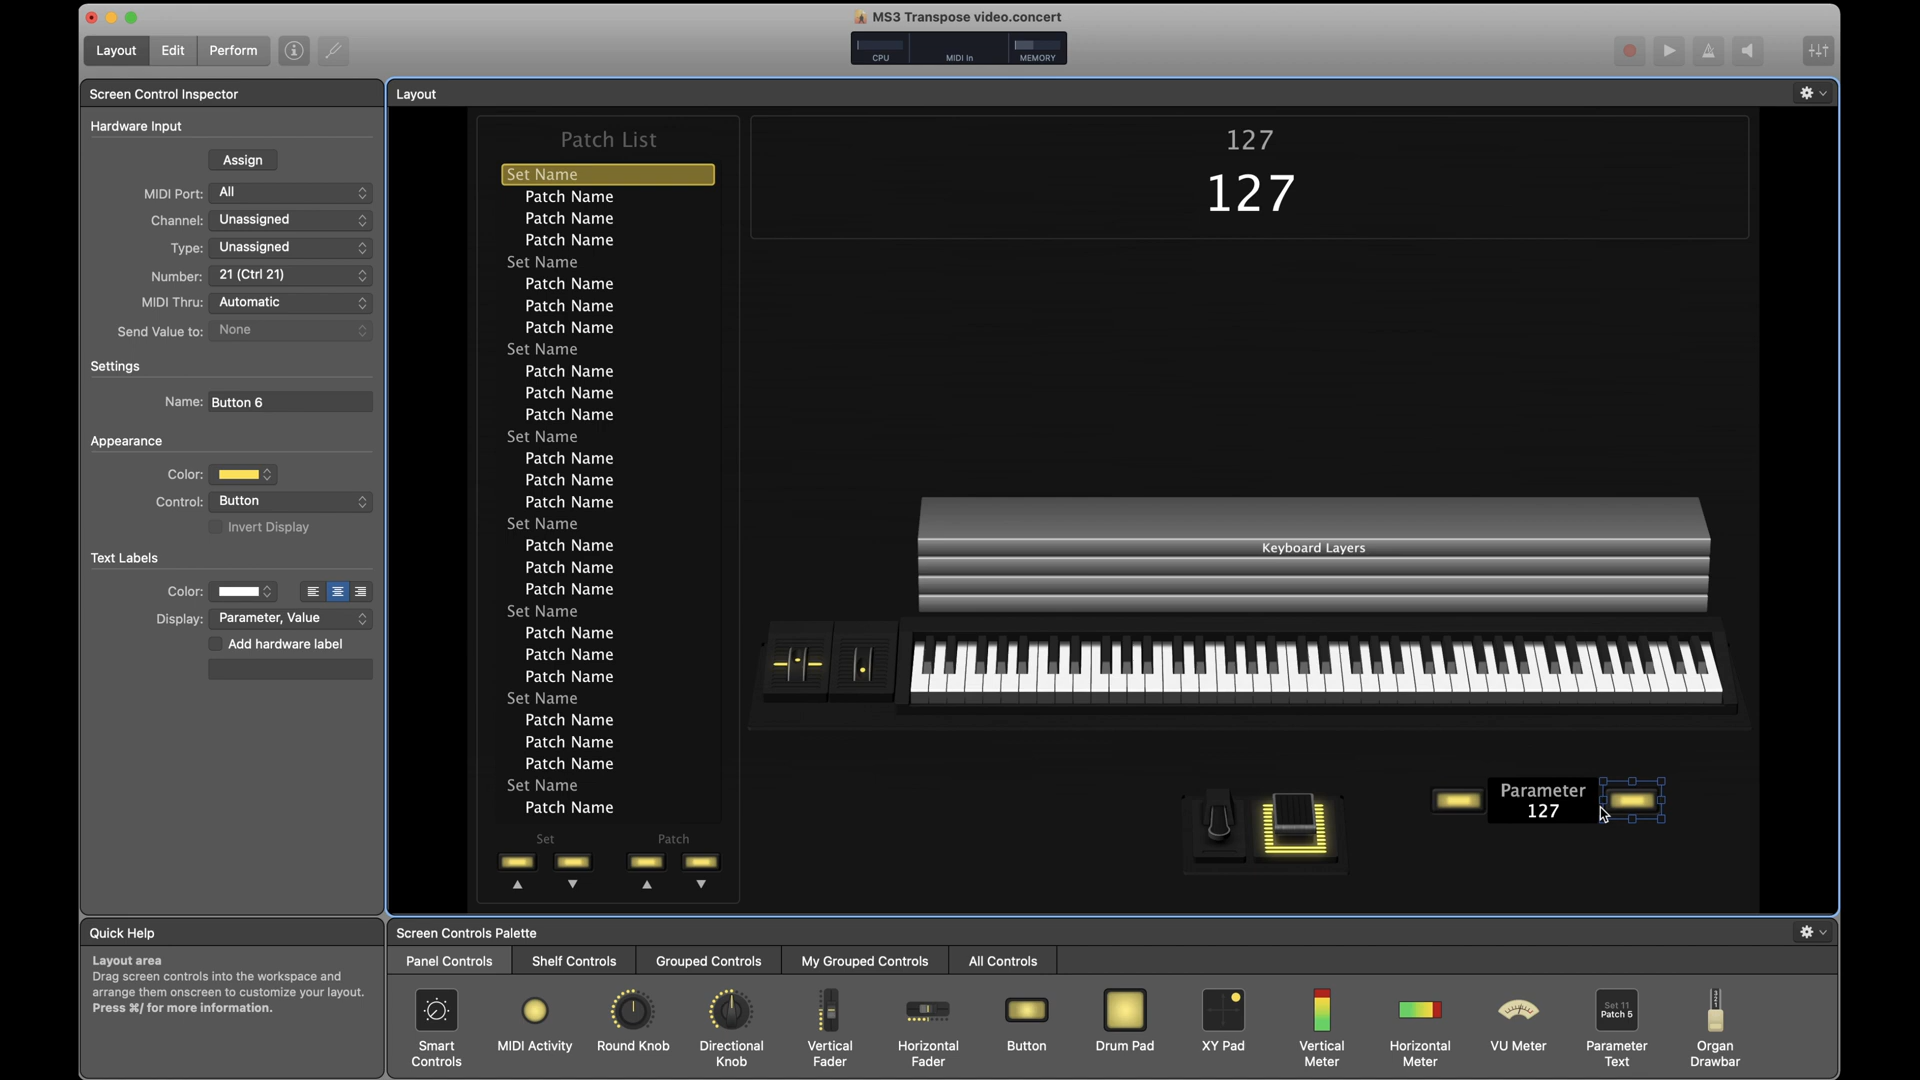 MS3 Transpose video.concert
Layout
Edit
Perform
CPU
MIDI In
MEMORY
Screen Control Inspector
Hardware Input
Assign
MIDI Port: All
Channel: Unassigned
Type: Unassigned
Number: 21 (Ctrl 21)
MIDI Thru: Automatic
Send Value to: None
Settings
Name: Button 6
Appearance
Color:
Control: Button
Invert Display
Text Labels
Color:
Display: Parameter, Value
Add hardware label
Quick Help
Layout area
Drag screen controls into the workspace and
arrange them onscreen to customize your layout.
Press ⌘/ for more information.
Layout
Patch List
Set Name
Patch Name
Patch Name
Patch Name
Set Name
Patch Name
Patch Name
Patch Name
Set Name
Patch Name
Patch Name
Patch Name
Set Name
Patch Name
Patch Name
Patch Name
Set Name
Patch Name
Patch Name
Patch Name
Set Name
Patch Name
Patch Name
Patch Name
Set Name
Patch Name
Patch Name
Patch Name
Set Name
Patch Name
Set
Patch
127
127
Keyboard Layers
Parameter
127
Screen Controls Palette
Panel Controls
Shelf Controls
Grouped Controls
My Grouped Controls
All Controls
Smart
Controls
MIDI Activity
Round Knob
Directional
Knob
Vertical
Fader
Horizontal
Fader
Button
Drum Pad
XY Pad
Vertical
Meter
Horizontal
Meter
VU Meter
Set 11
Patch 5
Parameter
Text
Organ
Drawbar